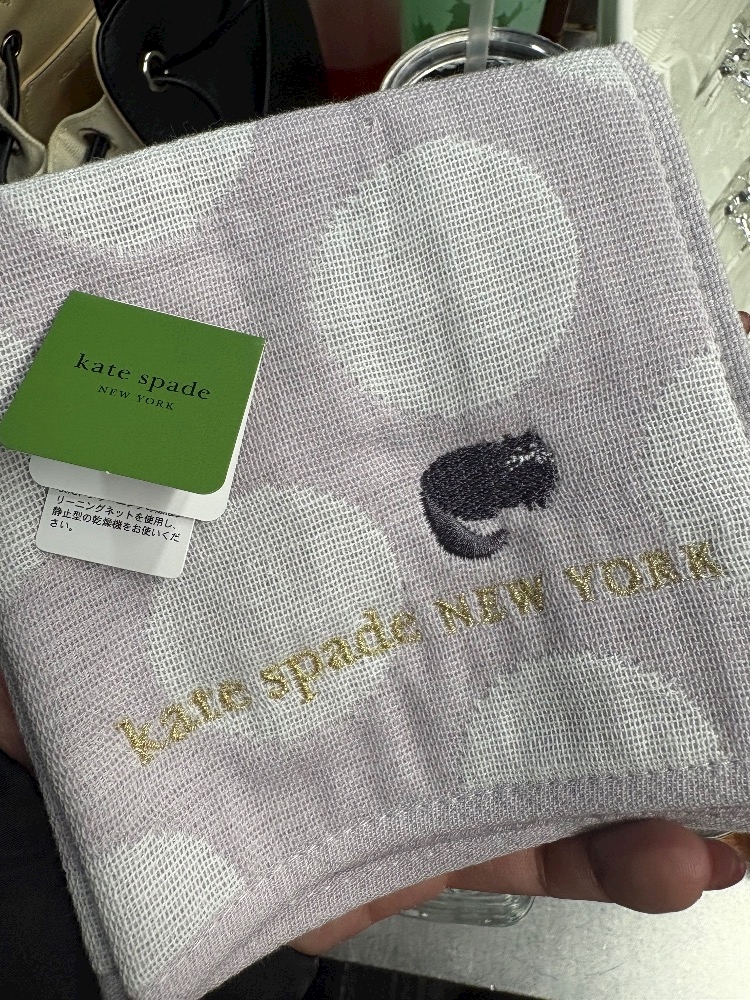 kate spade
NEW YORK
リーニングネットを使用し、
静止型の乾燥機をお使いくだ
さい。
kate spade NEW YORK